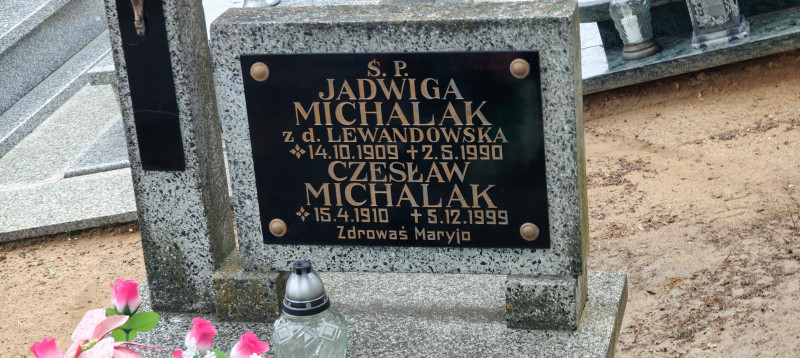 Ś. P.
JADWIGA
MICHALAK
z d. LEWANDOWSKA
14.10.1909 + 2.5.1990
CZESŁAW
MICHALAK
15.4.1910 + 5.12.1999
Zdrowaś Maryjo